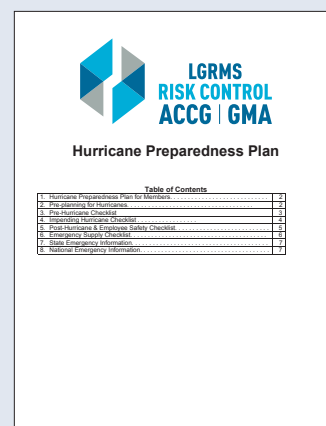 LGRMS
RISK CONTROL
ACCG | GMA
Hurricane Preparedness Plan
Table of Contents
1. Hurricane Preparedness Plan for Members. . . . . . . . . . . . . . . . . . . . . . . . . . . . 2
2. Pre-planning for Hurricanes. . . . . . . . . . . . . . . . . . . . . . . . . . . . . . . . . . . . 2
3. Pre-Hurricane Checklist 3
4. Impending Hurricane Checklist . . . . . . . . . . . . . . . . . 4
5. Post-Hurricane & Employee Safety Checklist. . . . . . . . . . . . . . . . . . . . . . . . . . . 5
6. Emergency Supply Checklist. . . . . . . . . . . . . . . . . . . . . . . . . . . . . . . . . . . . . . . 6
7. State Emergency Information. . . . . . . . . . . . . . . . . . . . . . . . . . . . . . . . . . . . . . . 7
8. National Emergency Information. . . . . . . . . . . . . . . . . . . . . . . . . . . . . . . . . . . . . 7